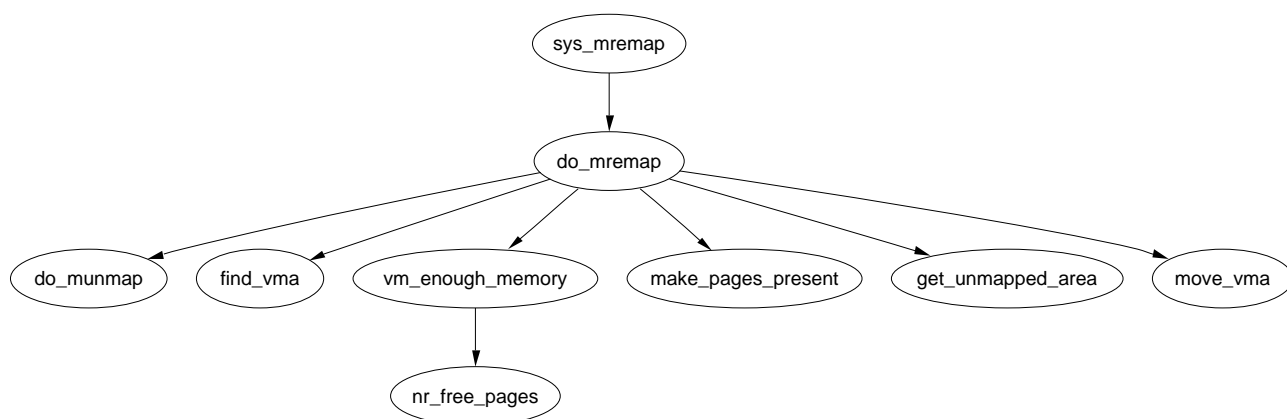 sys_mremap
do_mremap
do_munmap
find_vma
vm_enough_memory
make_pages_present
get_unmapped_area
move_vma
nr_free_pages